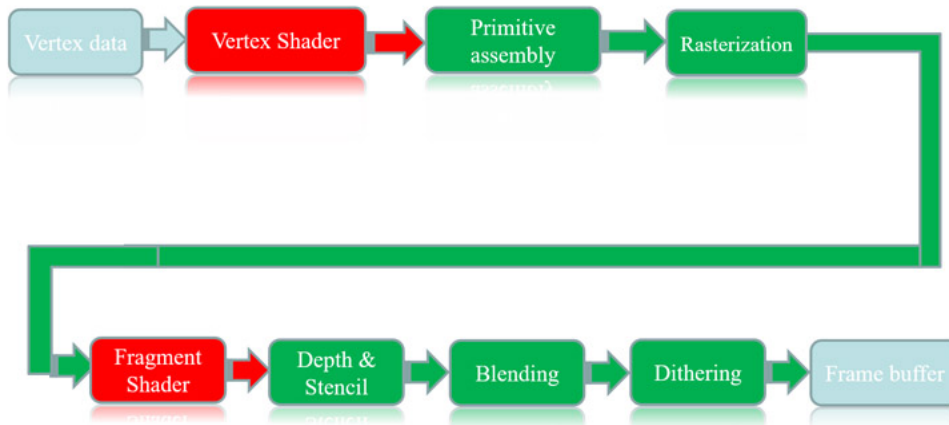 Vertex data
Vertex Shader
Primitive
assembly
Rasterization
Fragment
Shader
Depth &
Stencil
Blending
Dithering
Frame buffer